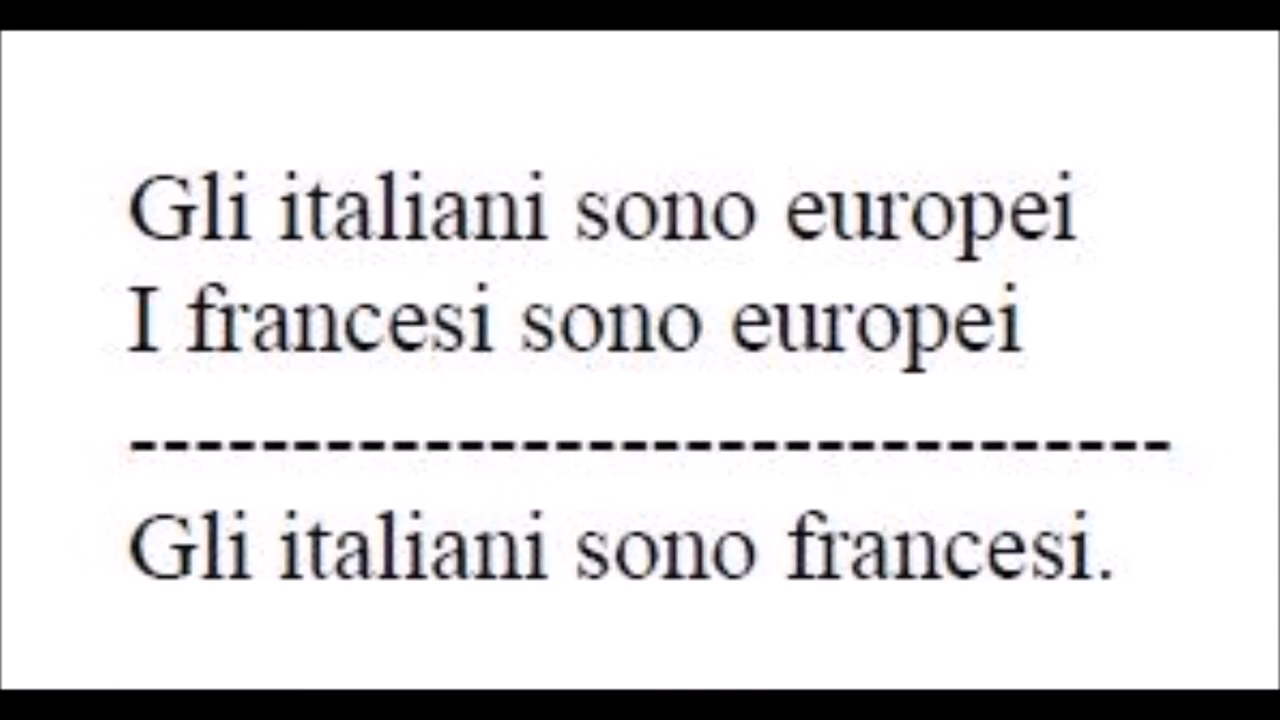 Gli italiani sono europei
I francesi sono europei
---------------------------------
Gli italiani sono francesi.